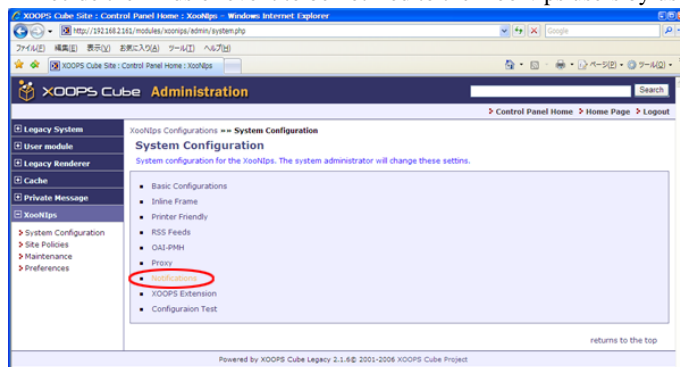 XOOPS Cube Site : Control Panel Home : XooNIps - Windows Internet Explorer
http://192.168.2.161/modules/xoonips/admin/system.php
Google
ファイル(F) 編集(E) 表示(V) お気に入り(A) ツール(T) ヘルプ(H)
XOOPS Cube Site : Control Panel Home : XooNIps
ページ(P) ツール(O)
XOOPS Cube Administration
Search
Control Panel Home Home Page Logout
Legacy System
User module
Legacy Renderer
Cache
Private Message
XooNIps
System Configuration
Site Policies
Maintenance
Preferences
XooNIps Configurations »» System Configuration
System Configuration
System configuration for the XooNIps. The system administrator will change these settins.
Basic Configurations
Inline Frame
Printer Friendly
RSS Feeds
OAI-PMH
Proxy
Notifications
XOOPS Extension
Configuraion Test
returns to the top
Powered by XOOPS Cube Legacy 2.1.6© 2001-2006 XOOPS Cube Project